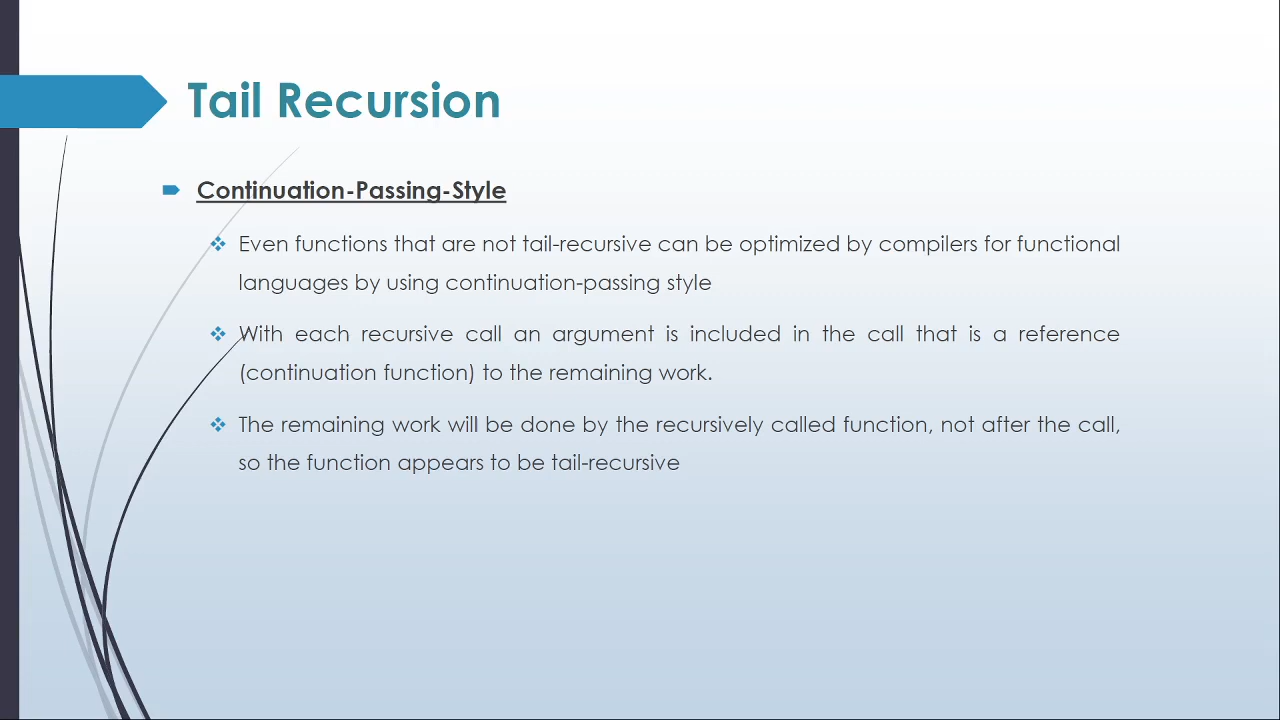 Tail Recursion
Continuation-Passing-Style
Even functions that are not tail-recursive can be optimized by compilers for functional
languages by using continuation-passing style
With each recursive call an argument is included in the call that is a reference
(continuation function) to the remaining work.
The remaining work will be done by the recursively called function, not after the call,
so the function appears to be tail-recursive